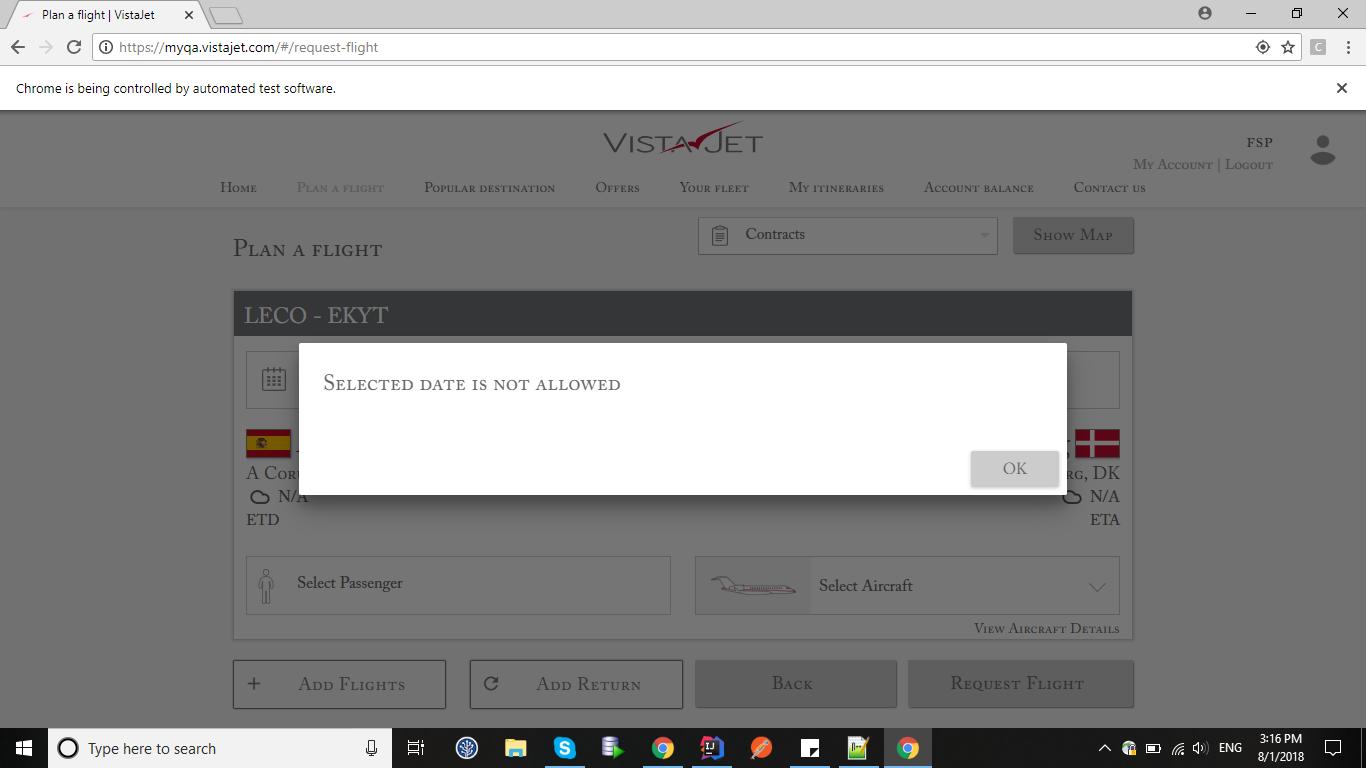 Plan a flight | VistaJet
https://myqa.vistajet.com/#/request-flight
C
Chrome is being controlled by automated test software.
VISTAJET
FSP
My Account | Logout
Home Plan a flight Popular destination Offers Your fleet My itineraries Account balance Contact us
Plan a flight
Contracts
Show Map
LECO - EKYT
Selected date is not allowed
OK
DK
N/A N/A
ETD ETA
Select Passenger
Select Aircraft
View Aircraft Details
+ Add Flights
Add Return
Back
Request Flight
Type here to search
ENG
3:16 PM
8/1/2018